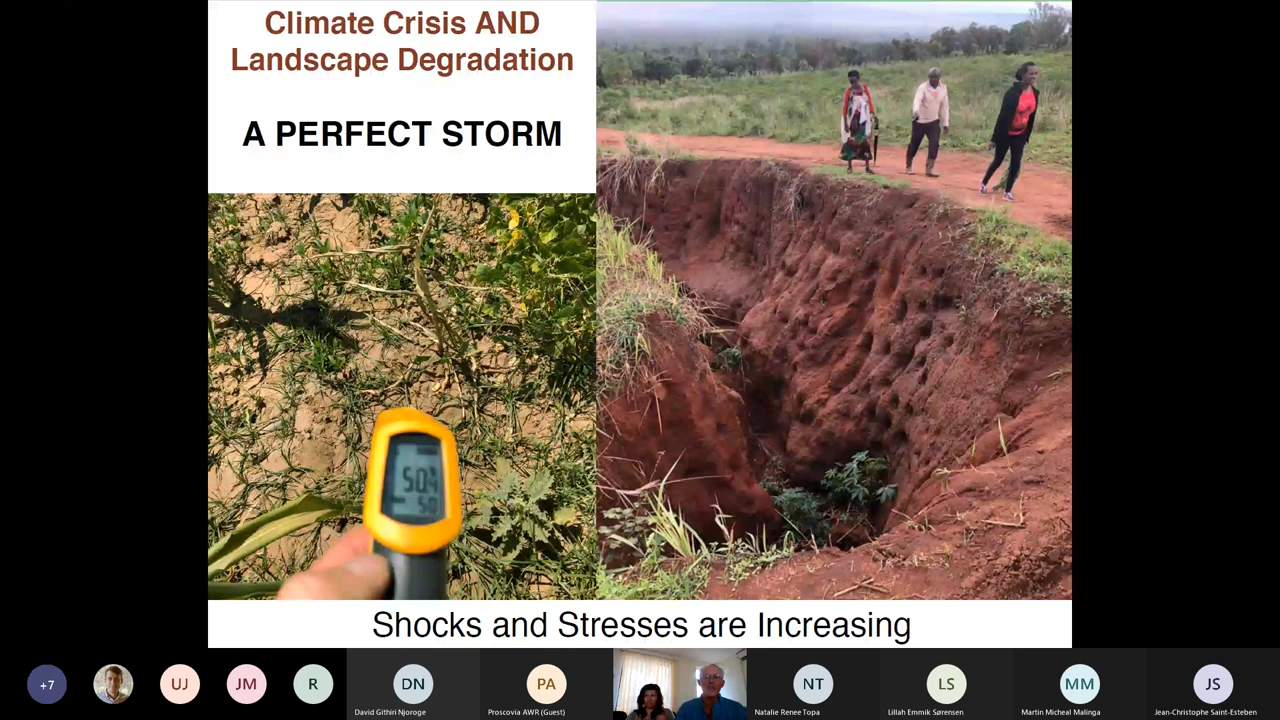 Climate Crisis AND
Landscape Degradation
A PERFECT STORM
50.4
Shocks and Stresses are Increasing
+7
UJ
JM
R
DN
PA
NT
LS
MM
JS
David Githiri Njoroge
Proscovia AWR (Guest)
Natalie Renee Topa
Lillah Emmik Sørensen
Martin Micheal Malinga
Jean-Christophe Saint-Esteben